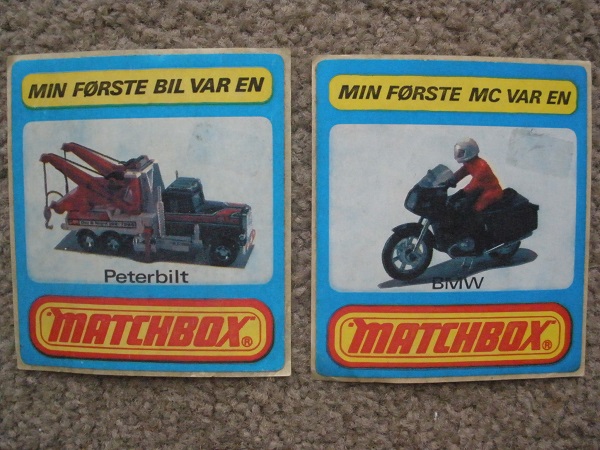 MIN FØRSTE BIL VAR EN
Peterbilt
MATCHBOX®
MIN FØRSTE MC VAR EN
BMW
MATCHBOX®